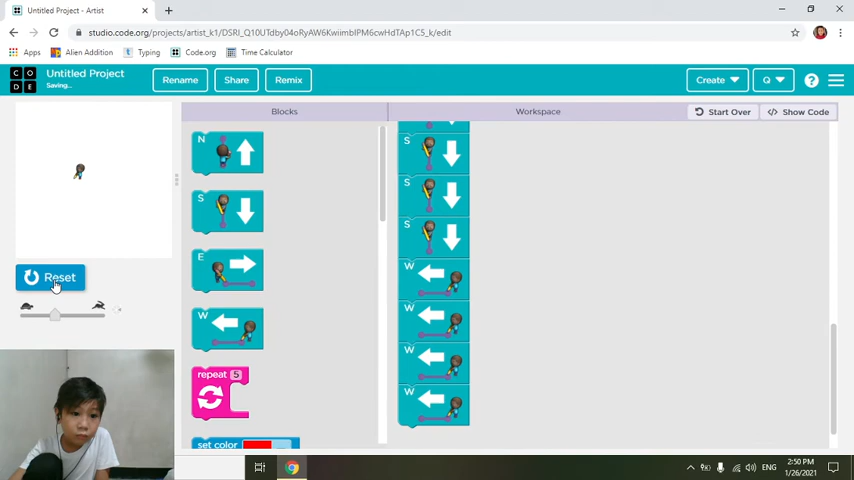 Untitled Project - Artist
studio.code.org/projects/artist_k1/DSRI_Q10UTdby04oRyAW6KwiimbIPM6cwHdTAp1C5_k/edit
Apps Alien Addition Typing Code.org Time Calculator
CODE
Untitled Project
Saving...
Rename Share Remix Create Q ?
Blocks Workspace Start Over Show Code
N
S
E
W
repeat 5
set color
S
S
S
W
W
W
W
Reset
ENG
2:50 PM
1/26/2021